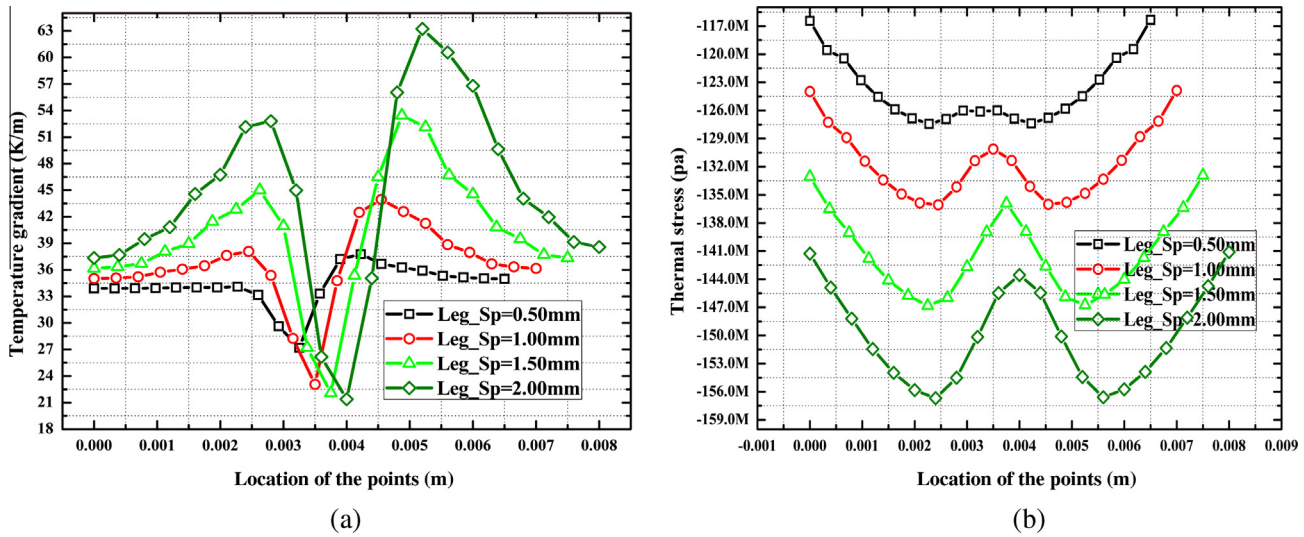 Temperature gradient (K/m)
63
60
57
54
51
48
45
42
39
36
33
30
27
24
21
18
0.000
0.001
0.002
0.003
0.004
0.005
0.006
0.007
0.008
Location of the points (m)
Leg_Sp=0.50mm
Leg_Sp=1.00mm
Leg_Sp=1.50mm
Leg_Sp=2.00mm
(a)
Thermal stress (pa)
-117.0M
-120.0M
-123.0M
-126.0M
-129.0M
-132.0M
-135.0M
-138.0M
-141.0M
-144.0M
-147.0M
-150.0M
-153.0M
-156.0M
-159.0M
-0.001
0.000
0.001
0.002
0.003
0.004
0.005
0.006
0.007
0.008
0.009
Location of the points (m)
Leg_Sp=0.50mm
Leg_Sp=1.00mm
Leg_Sp=1.50mm
Leg_Sp=2.00mm
(b)